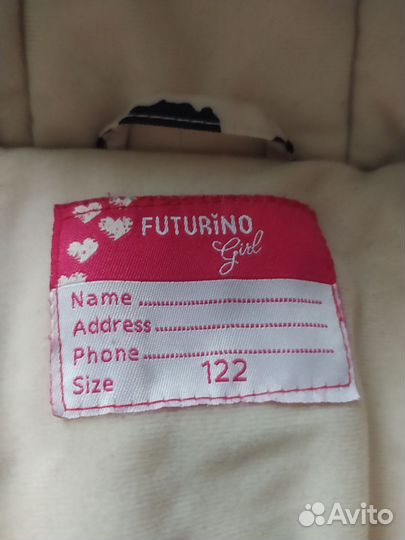 FUTURiNO
Girl
Name
Address
Phone
Size 122
Avito